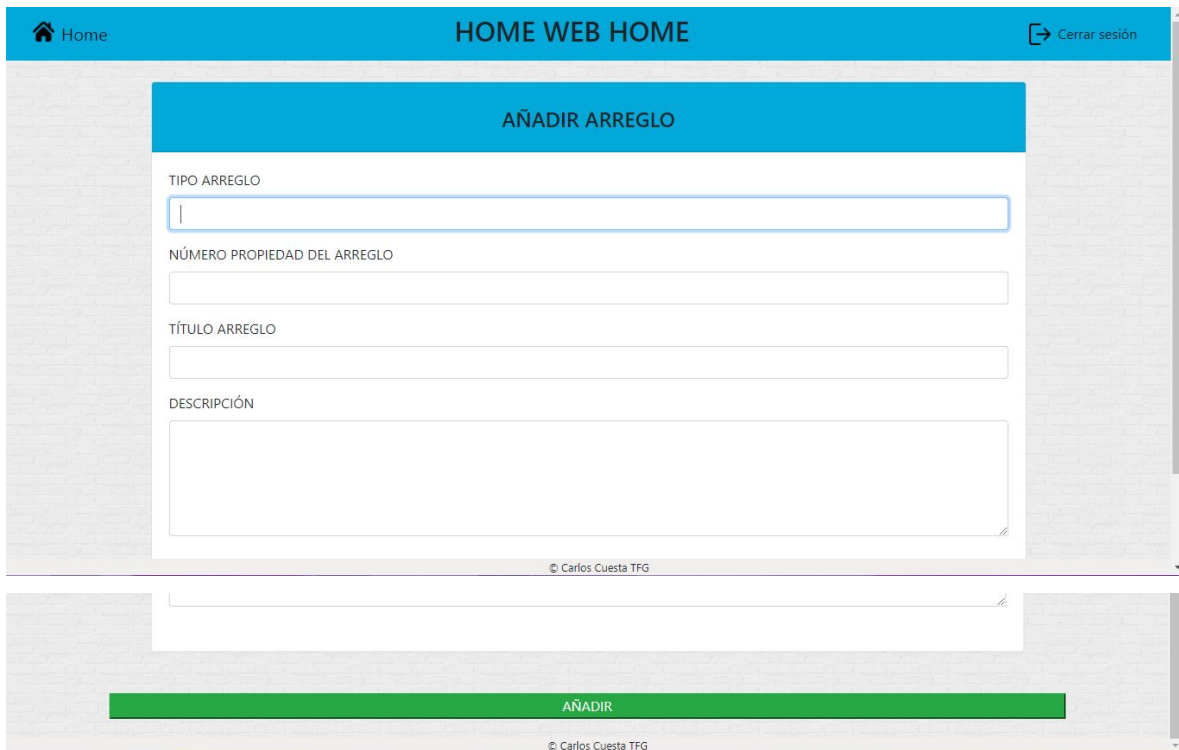 Home HOME WEB HOME Cerrar sesión
AÑADIR ARREGLO
TIPO ARREGLO
NÚMERO PROPIEDAD DEL ARREGLO
TÍTULO ARREGLO
DESCRIPCIÓN
© Carlos Cuesta TFG
AÑADIR
© Carlos Cuesta TFG